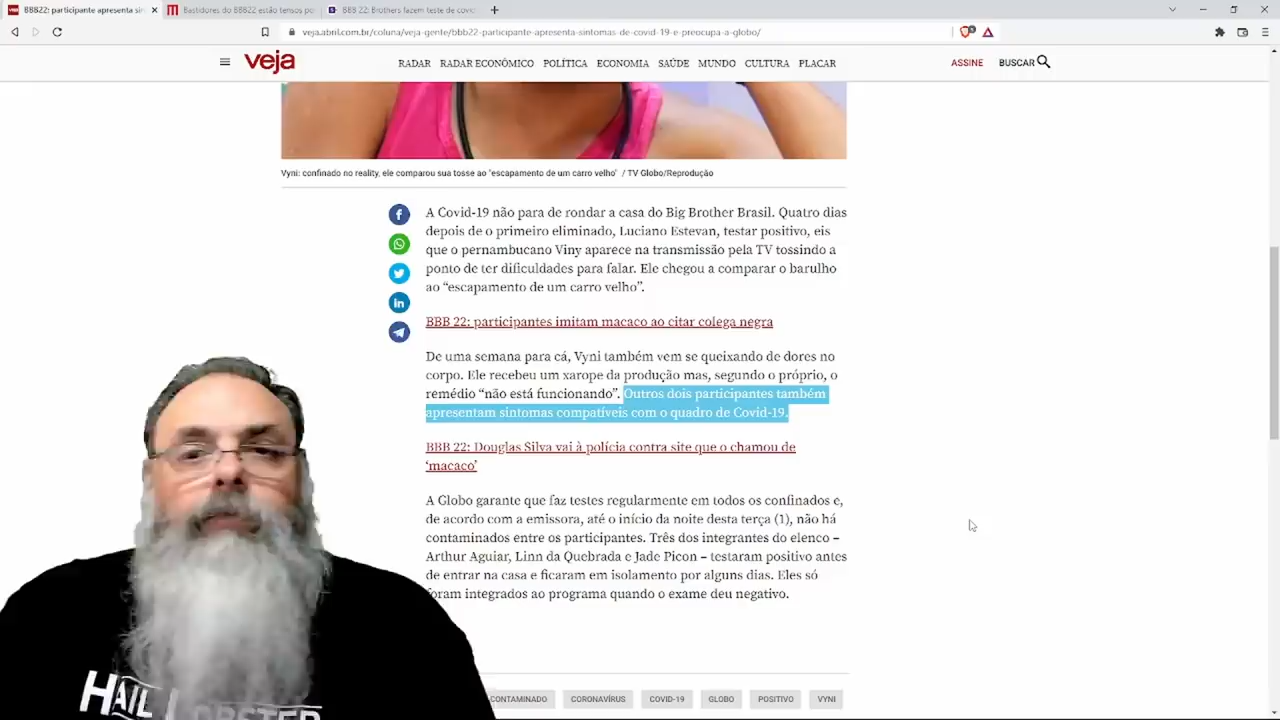 BBB22: participante apresenta sin
Bastidores do BBB22 estão tensos po
BBB 22: Brothers fazem teste de covid
veja.abril.com.br/coluna/veja-gente/bbb22-participante-apresenta-sintomas-de-covid-19-e-preocupa-a-globo/
veja
RADAR RADAR ECONÔMICO POLÍTICA ECONOMIA SAÚDE MUNDO CULTURA PLACAR
ASSINE BUSCAR
Vyni: confinado no reality, ele comparou sua tosse ao 'escapamento de um carro velho' / TV Globo/Reprodução
A Covid-19 não para de rondar a casa do Big Brother Brasil. Quatro dias
depois de o primeiro eliminado, Luciano Estevan, testar positivo, eis
que o pernambucano Viny aparece na transmissão pela TV tossindo a
ponto de ter dificuldades para falar. Ele chegou a comparar o barulho
ao “escapamento de um carro velho”.
BBB 22: participantes imitam macaco ao citar colega negra
De uma semana para cá, Vyni também vem se queixando de dores no
corpo. Ele recebeu um xarope da produção mas, segundo o próprio, o
remédio “não está funcionando”. Outros dois participantes também
apresentam sintomas compatíveis com o quadro de Covid-19.
BBB 22: Douglas Silva vai à polícia contra site que o chamou de
‘macaco’
A Globo garante que faz testes regularmente em todos os confinados e,
de acordo com a emissora, até o início da noite desta terça (1), não há
contaminados entre os participantes. Três dos integrantes do elenco –
Arthur Aguiar, Linn da Quebrada e Jade Picon – testaram positivo antes
de entrar na casa e ficaram em isolamento por alguns dias. Eles só
foram integrados ao programa quando o exame deu negativo.
CONTAMINADO CORONAVÍRUS COVID-19 GLOBO POSITIVO VYNI
HAIL LOBSTER